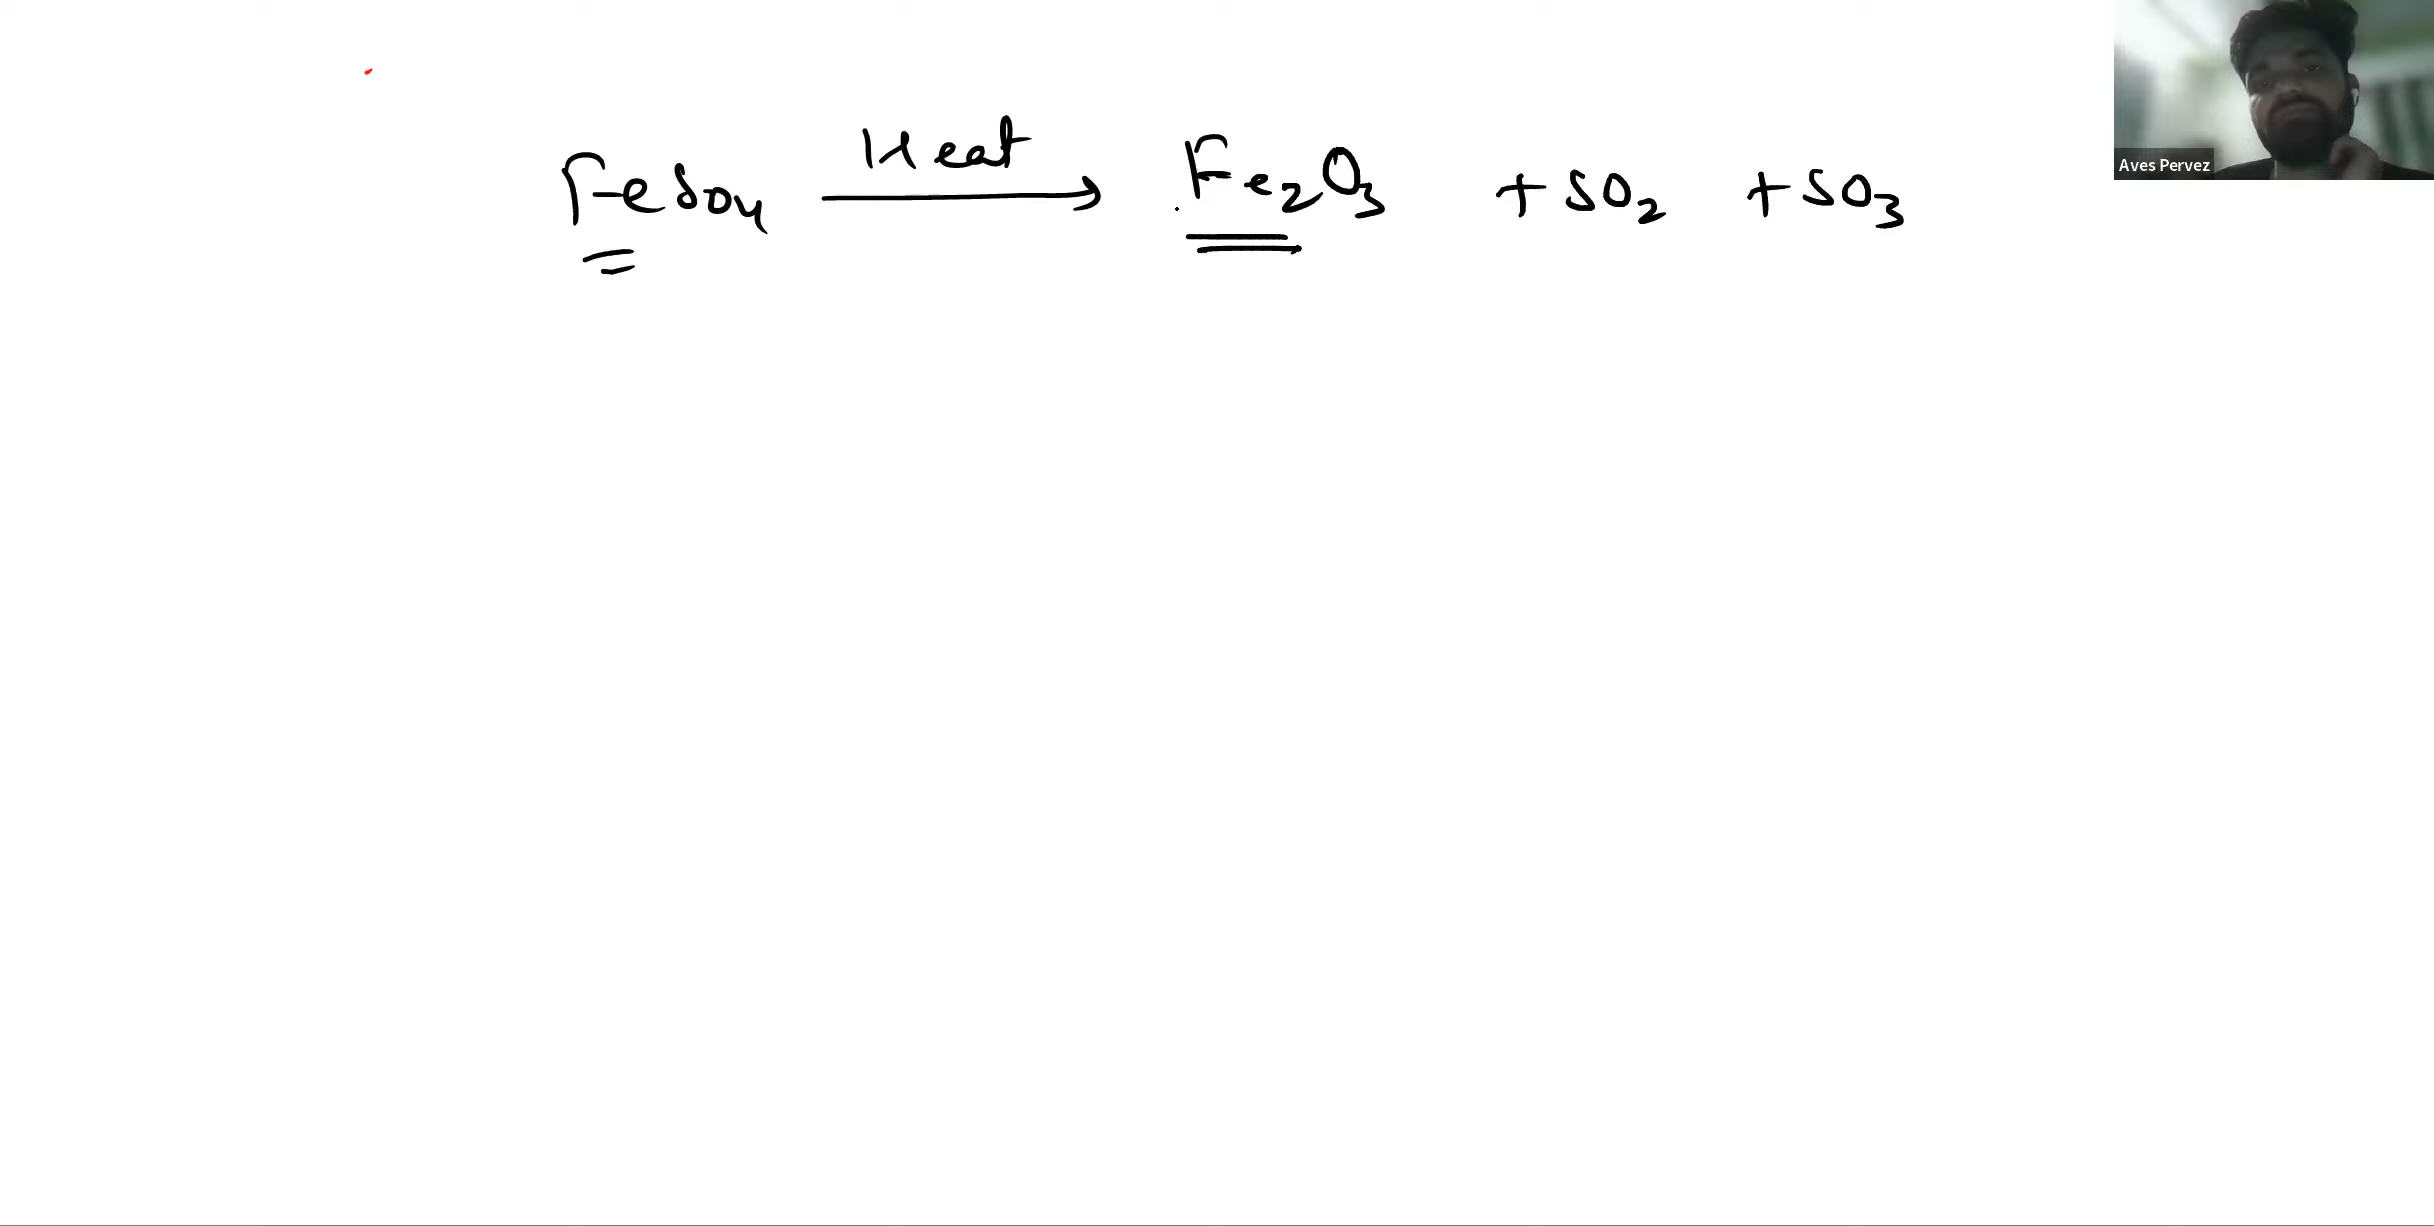 Heat
FeSO4 → Fe2O3 + SO2 + SO3
Aves Pervez